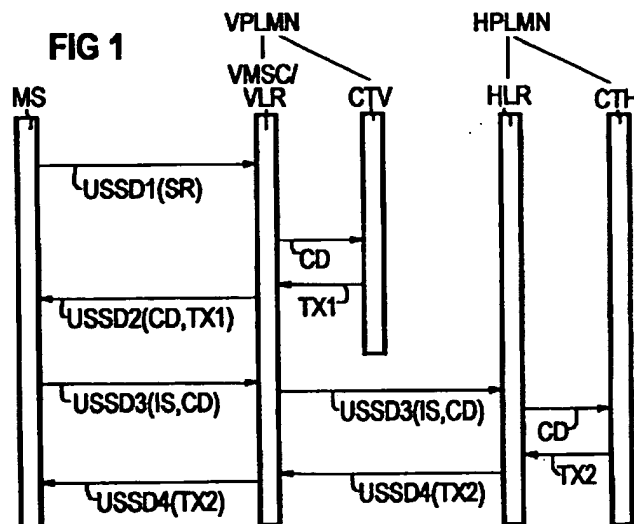 FIG 1
VPLMN
HPLMN
MS
VMSC/
VLR
CTV
HLR
CTH
USSD1(SR)
CD
TX1
USSD2(CD,TX1)
USSD3(IS,CD)
USSD3(IS,CD)
CD
TX2
USSD4(TX2)
USSD4(TX2)